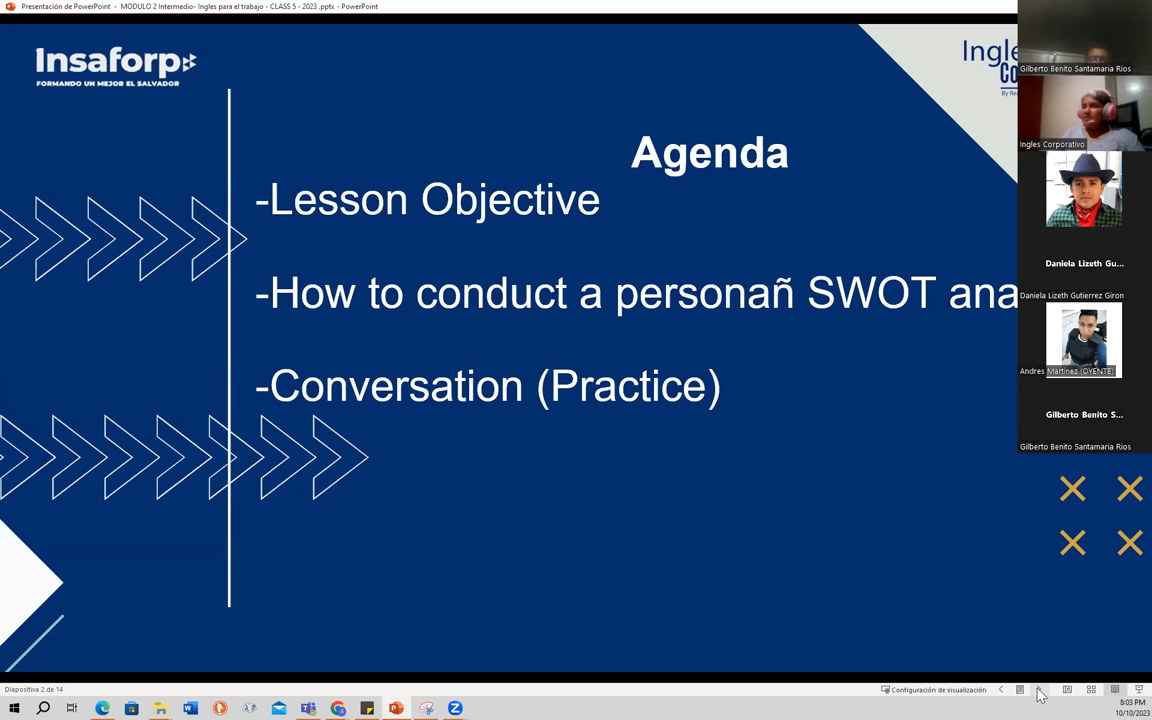 Presentación de PowerPoint - MODULO 2 Intermedio- Ingles para el trabajo - CLASS 5 - 2023 .pptx - PowerPoint
Insaforp
FORMANDO UN MEJOR EL SALVADOR
Agenda
-Lesson Objective
-How to conduct a personañ SWOT ana
-Conversation (Practice)
Gilberto Benito Santamaria Rios
Ingles Corporativo
Daniela Lizeth Gu...
Daniela Lizeth Gutierrez Giron
Andres Martinez (OYENTE)
Gilberto Benito S...
Gilberto Benito Santamaria Rios
Diapositiva 2 de 14
Configuración de visualización
8:03 PM
10/10/2023